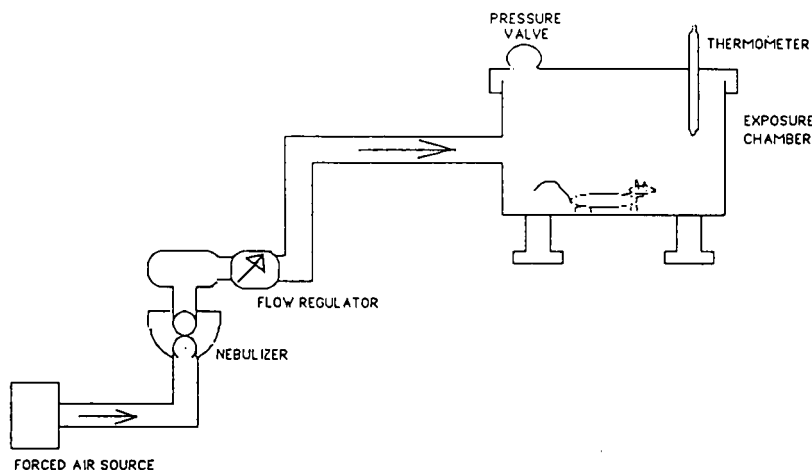 PRESSURE
VALVE
THERMOMETER
EXPOSURE
CHAMBER
FLOW REGULATOR
NEBULIZER
FORCED AIR SOURCE